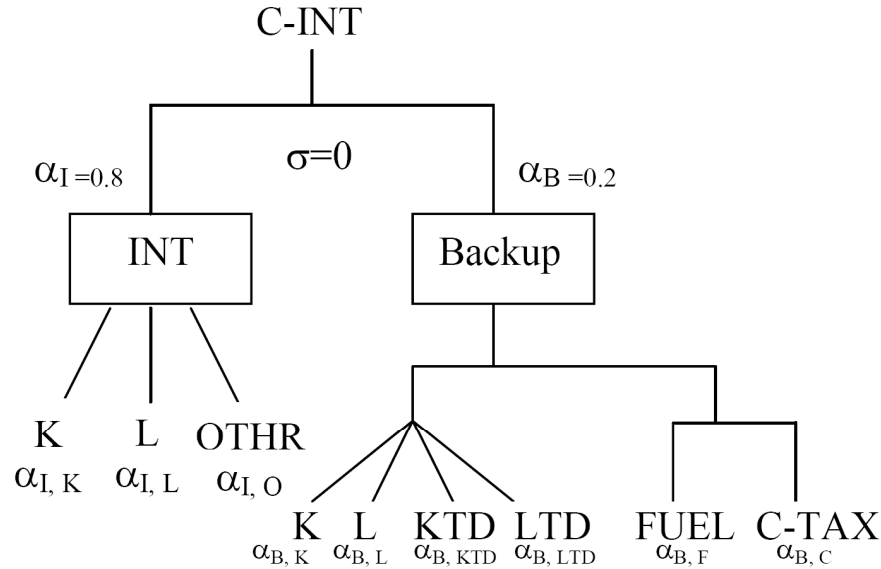 C-INT
σ=0
α_I =0.8
α_B =0.2
INT
Backup
K L OTHR
α_I, K α_I, L α_I, O
K L KTD LTD FUEL C-TAX
α_B, K α_B, L α_B, KTD α_B, LTD α_B, F α_B, C